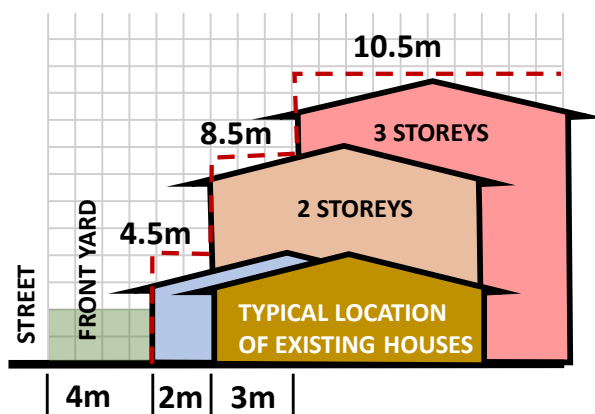 10.5m
8.5m
3 STOREYS
2 STOREYS
4.5m
STREET
FRONT YARD
TYPICAL LOCATION
OF EXISTING HOUSES
4m
2m
3m